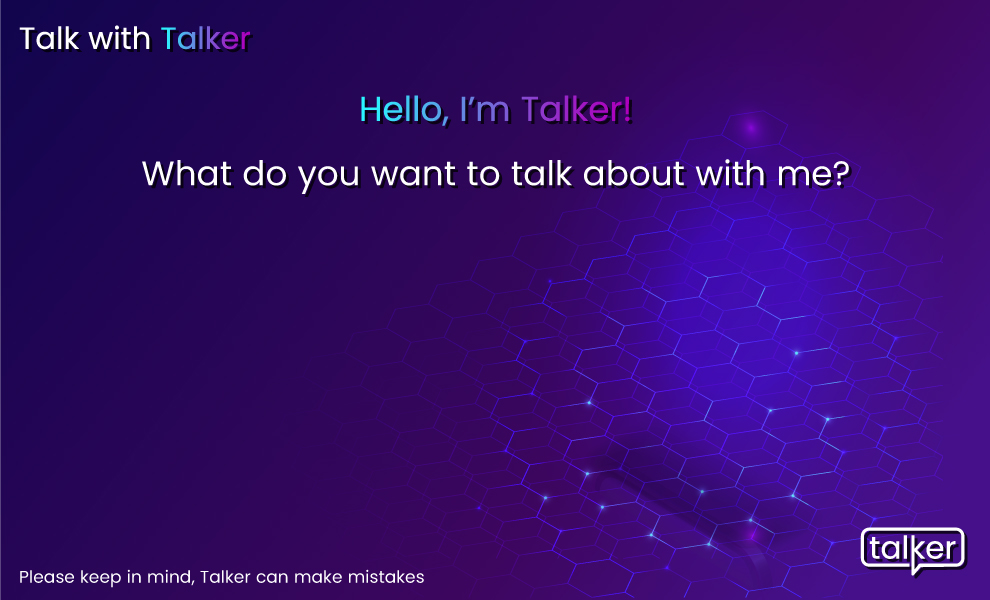 Talk with Talker
Hello, I’m Talker!
What do you want to talk about with me?
talker
Please keep in mind, Talker can make mistakes